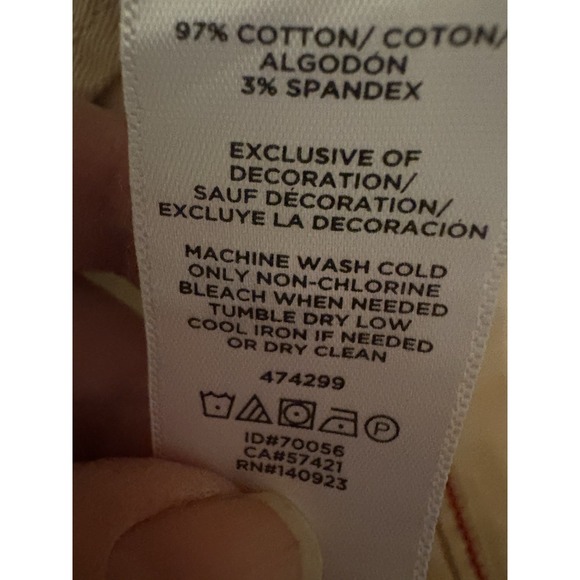 97% COTTON/ COTON/
ALGODÓN
3% SPANDEX
EXCLUSIVE OF
DECORATION/
SAUF DÉCORATION/
EXCLUYE LA DECORACIÓN
MACHINE WASH COLD
ONLY NON-CHLORINE
BLEACH WHEN NEEDED
TUMBLE DRY LOW
COOL IRON IF NEEDED
OR DRY CLEAN
474299
P
ID#70056
CA#57421
RN#140923